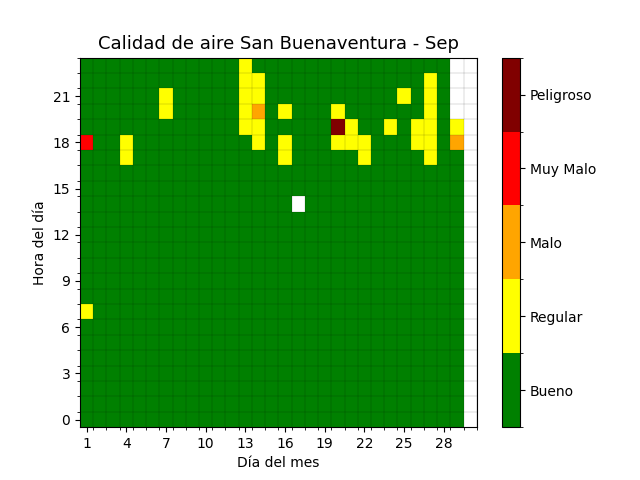 Calidad de aire San Buenaventura - Sep
Hora del día
21
18
15
12
9
6
3
0
1 4 7 10 13 16 19 22 25 28
Día del mes
Peligroso
Muy Malo
Malo
Regular
Bueno